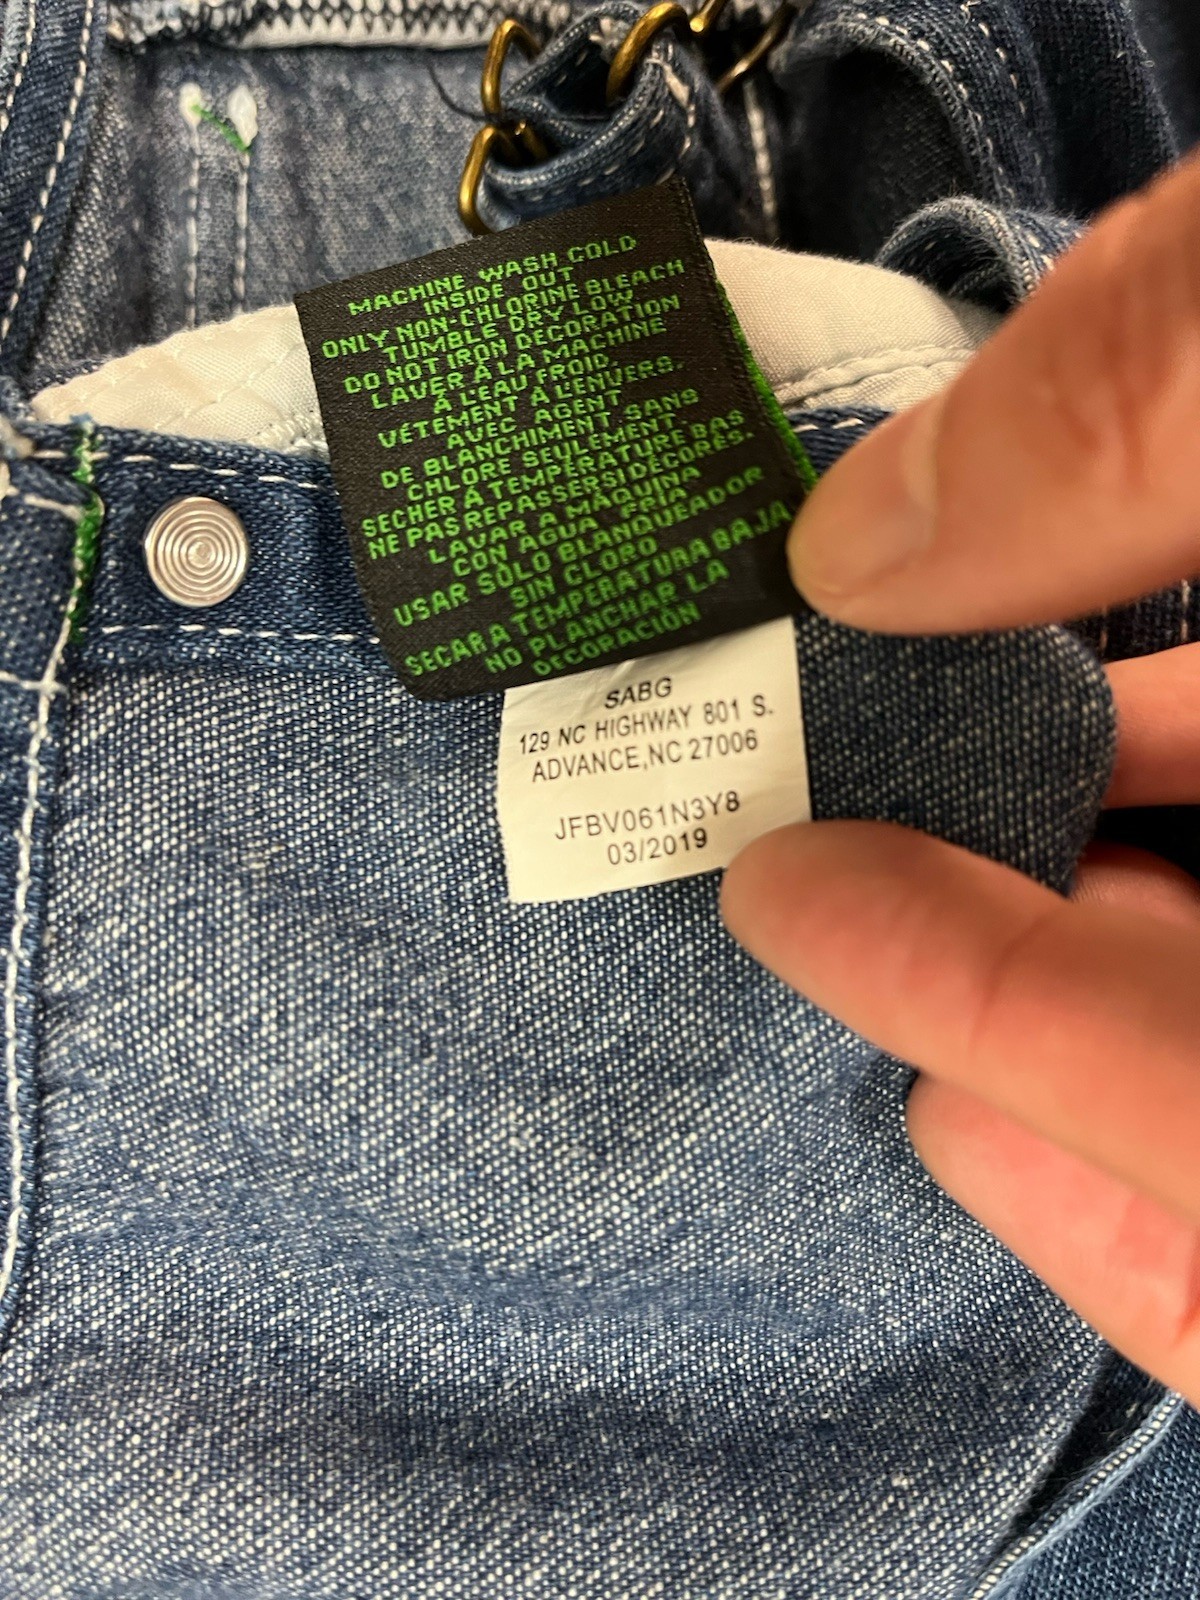 MACHINE WASH COLD
INSIDE OUT
ONLY NON-CHLORINE BLEACH
TUMBLE DRY LOW
DO NOT IRON DECORATION
LAVER À LA MACHINE
À L'EAU FROID.
VÊTEMENT À L'ENVERS.
AVEC AGENT
DE BLANCHIMENT SANS
CHLORE SEULEMENT
SECHER À TEMPÉRATURE BAS
NE PAS REPASSER SI DÉCORÉS.
LAVAR A MÁQUINA
CON AGUA FRÍA
USAR SÓLO BLANQUEADOR
SIN CLORO
SECAR A TEMPERATURA BAJA
NO PLANCHAR LA
DECORACIÓN
SABG
129 NC HIGHWAY 801 S.
ADVANCE,NC 27006
JFBV061N3Y8
03/2019